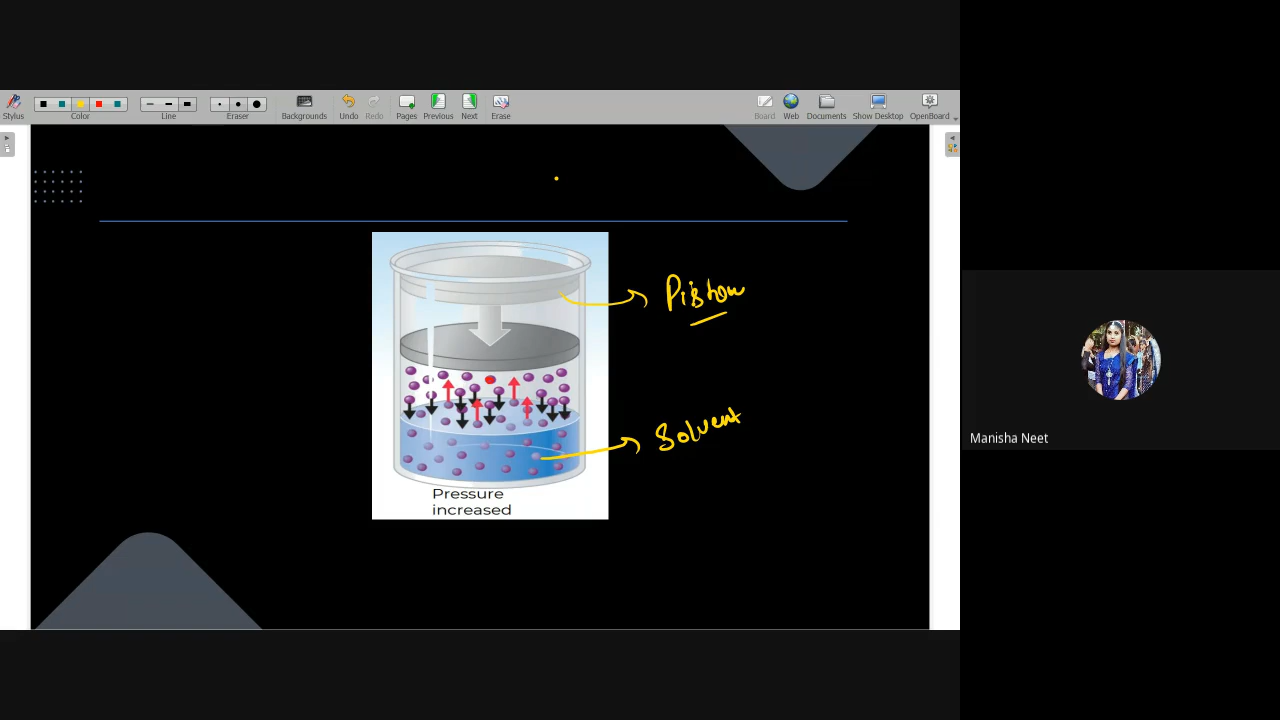 Stylus Color Line Eraser Backgrounds Undo Redo Pages Previous Next Erase Board Web Documents Show Desktop OpenBoard
Piston
Solvent
Manisha Neet
Pressure
increased